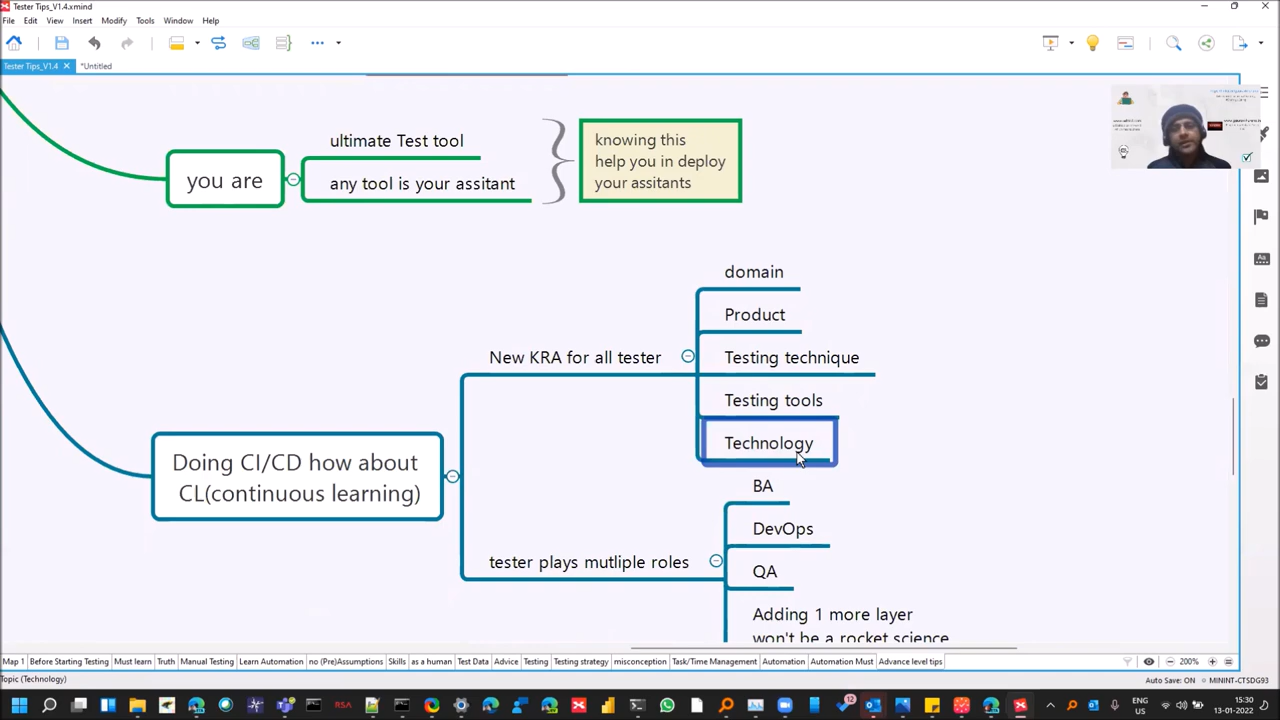 Tester Tips_V1.4.xmind
File Edit View Insert Modify Tools Window Help
Tester Tips_V1.4 *Untitled
you are
ultimate Test tool
any tool is your assitant
knowing this
help you in deploy
your assitants
Doing CI/CD how about
CL(continuous learning)
New KRA for all tester
domain
Product
Testing technique
Testing tools
Technology
tester plays mutliple roles
BA
DevOps
QA
Adding 1 more layer
won't be a rocket science
Map 1 Before Starting Testing Must learn Truth Manual Testing Learn Automation no (Pre)Assumptions Skills as a human Test Data Advice Testing Testing strategy misconception Task/Time Management Automation Automation Must Advance level tips
200%
Topic (Technology)
Auto Save: ON MININT-CTSDG93
RSA
12
ENG
US
15:30
13-01-2022